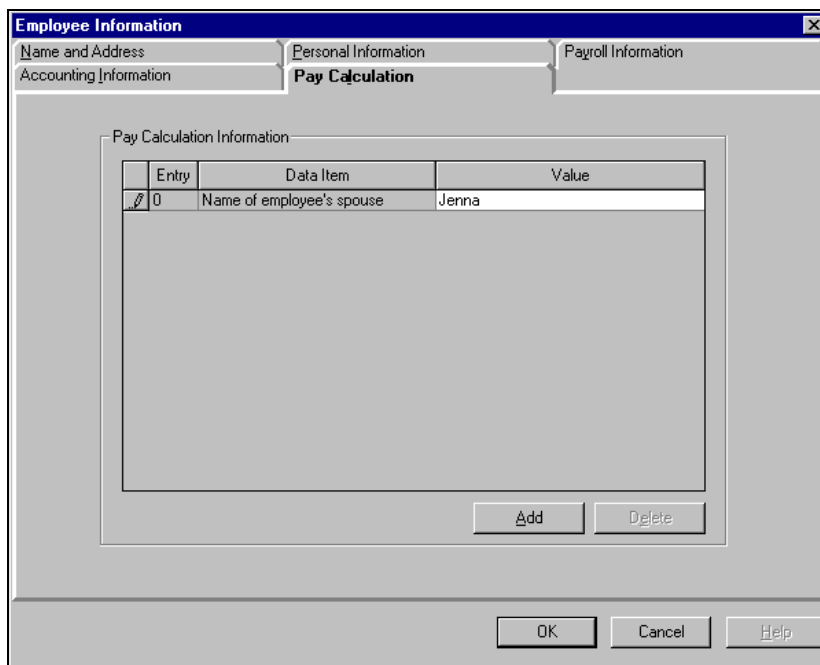 Employee Information
Name and Address Personal Information Payroll Information
Accounting Information Pay Calculation
Pay Calculation Information
Entry Data Item Value
0 Name of employee's spouse Jenna
Add Delete
OK Cancel Help